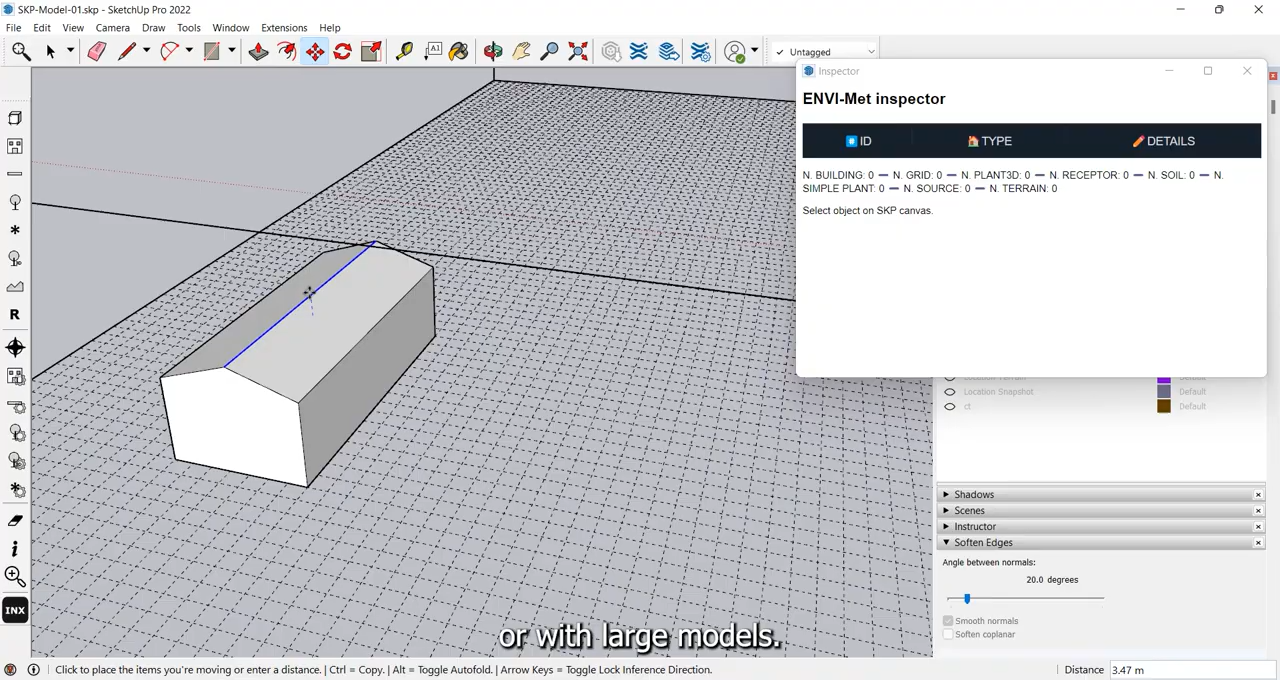 SKP-Model-01.skp - SketchUp Pro 2022
File Edit View Camera Draw Tools Window Extensions Help
A1
Untagged
Inspector
ENVI-Met inspector
# ID TYPE DETAILS
N. BUILDING: 0 — N. GRID: 0 — N. PLANT3D: 0 — N. RECEPTOR: 0 — N. SOIL: 0 — N.
SIMPLE PLANT: 0 — N. SOURCE: 0 — N. TERRAIN: 0
Select object on SKP canvas.
R
Location Terrain Default
Location Snapshot Default
ct Default
Shadows
Scenes
Instructor
Soften Edges
Angle between normals:
20.0 degrees
Smooth normals
Soften coplanar
INX
or with large models.
Click to place the items you're moving or enter a distance. | Ctrl = Copy. | Alt = Toggle Autofold. | Arrow Keys = Toggle Lock Inference Direction.
Distance 3.47 m